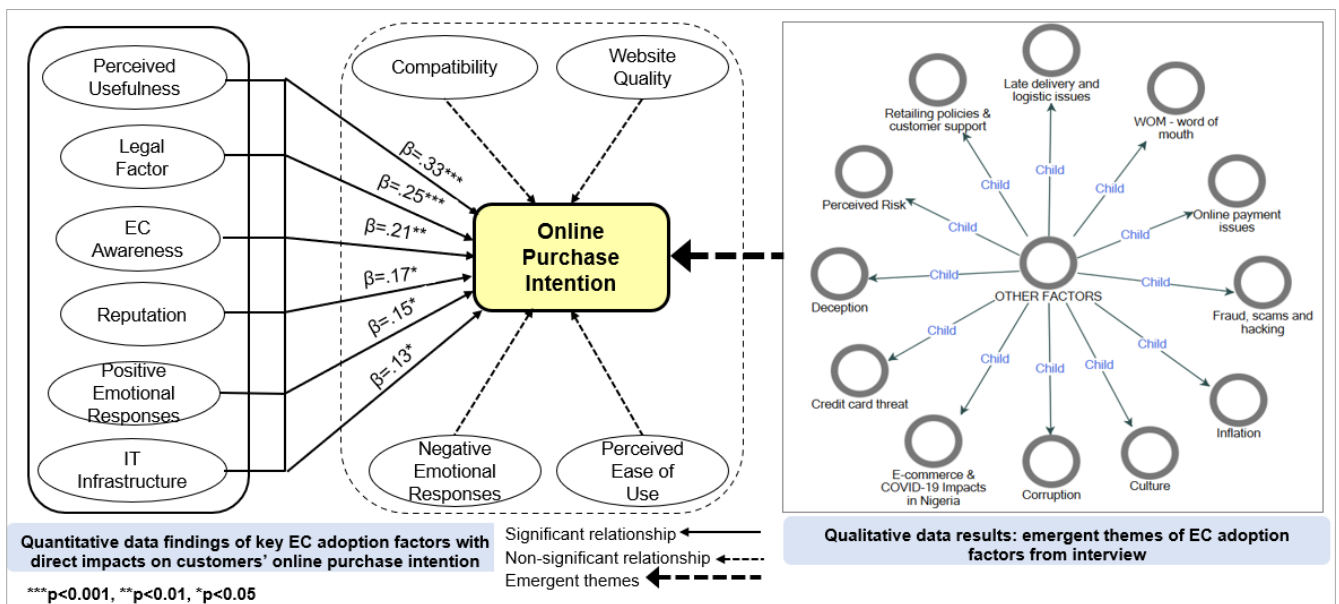 Perceived
Usefulness
Legal
Factor
EC
Awareness
Reputation
Positive
Emotional
Responses
IT
Infrastructure
β=.33***
β=.25***
β=.21**
β=.17*
β=.15*
β=.13*
Compatibility
Website
Quality
Online
Purchase
Intention
Negative
Emotional
Responses
Perceived
Ease of
Use
Quantitative data findings of key EC adoption factors with
direct impacts on customers’ online purchase intention
***p<0.001, **p<0.01, *p<0.05
Significant relationship
Non-significant relationship
Emergent themes
Late delivery and
logistic issues
Retailing policies &
customer support
WOM - word of
mouth
Perceived Risk
Online payment
issues
Deception
OTHER FACTORS
Fraud, scams and
hacking
Credit card threat
Inflation
E-commerce &
COVID-19 Impacts
in Nigeria
Corruption
Culture
Child
Child
Child
Child
Child
Child
Child
Child
Child
Child
Child
Child
Qualitative data results: emergent themes of EC adoption
factors from interview